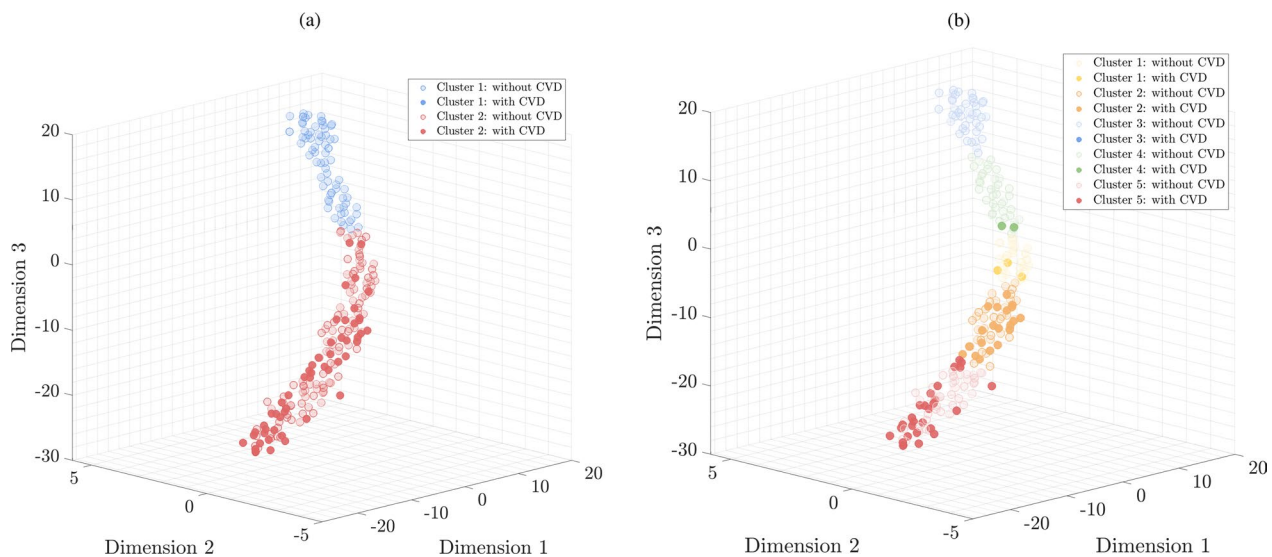 (a)
Cluster 1: without CVD
Cluster 1: with CVD
Cluster 2: without CVD
Cluster 2: with CVD
20
10
0
-10
-20
-30
Dimension 3
5
0
-5
Dimension 2
-20
-10
0
10
20
Dimension 1
(b)
Cluster 1: without CVD
Cluster 1: with CVD
Cluster 2: without CVD
Cluster 2: with CVD
Cluster 3: without CVD
Cluster 3: with CVD
Cluster 4: without CVD
Cluster 4: with CVD
Cluster 5: without CVD
Cluster 5: with CVD
20
10
0
-10
-20
-30
Dimension 3
5
0
-5
Dimension 2
-20
-10
0
10
20
Dimension 1